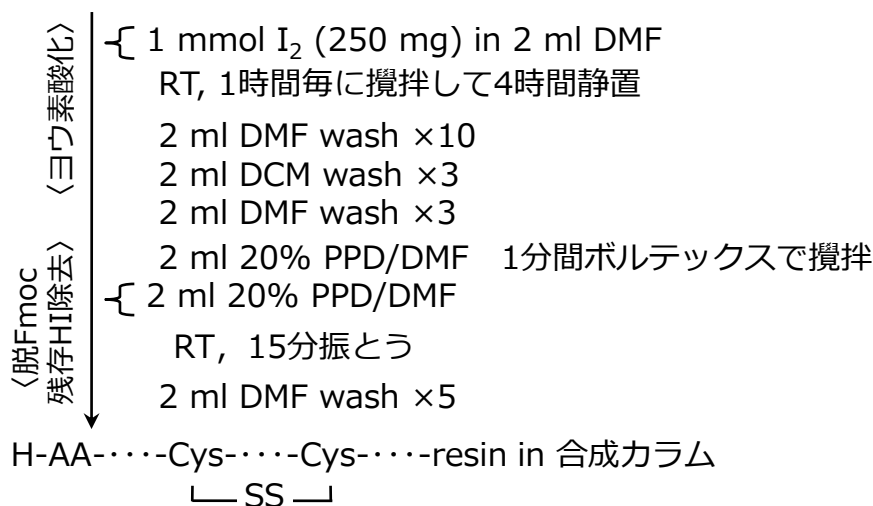 〈ヨウ素酸化〉
1 mmol I₂ (250 mg) in 2 ml DMF
RT, 1時間毎に攪拌して4時間静置
2 ml DMF wash ×10
2 ml DCM wash ×3
2 ml DMF wash ×3
〈脱Fmoc
残存HI除去〉
2 ml 20% PPD/DMF　1分間ボルテックスで攪拌
2 ml 20% PPD/DMF
RT，15分振とう
2 ml DMF wash ×5
H-AA-････-Cys-････-Cys-････-resin in 合成カラム
SS